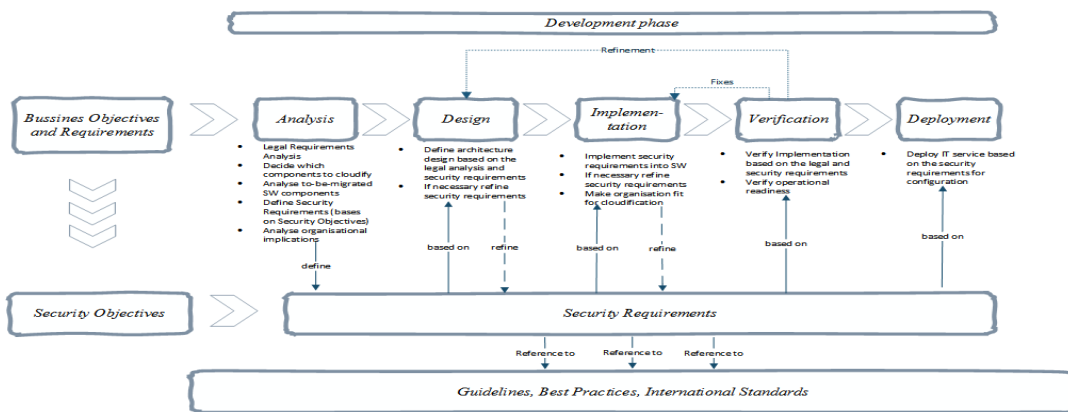 Development phase
Refinement
Fixes
Bussines Objectives
and Requirements
Analysis
Design
Implemen-
tation
Verification
Deployment
• Legal Requirements
Analysis
• Decide which
components to cloudify
• Analyse to-be-migrated
SW components
• Define Security
Requirements (bases
on Security Objectives)
• Analyse organisational
implications
• Define architecture
design based on the
legal analysis and
security requirements
• If necessary refine
security requirements
• Implement security
requirements into SW
• If necessary refine
security requirements
• Make organisation fit
for cloudification
• Verify Implementation
based on the legal and
security requirements
• Verify operational
readiness
• Deploy IT service based
on the security
requirements for
configuration
define
based on
refine
based on
refine
based on
based on
Security Objectives
Security Requirements
Reference to
Reference to
Reference to
Guidelines, Best Practices, International Standards